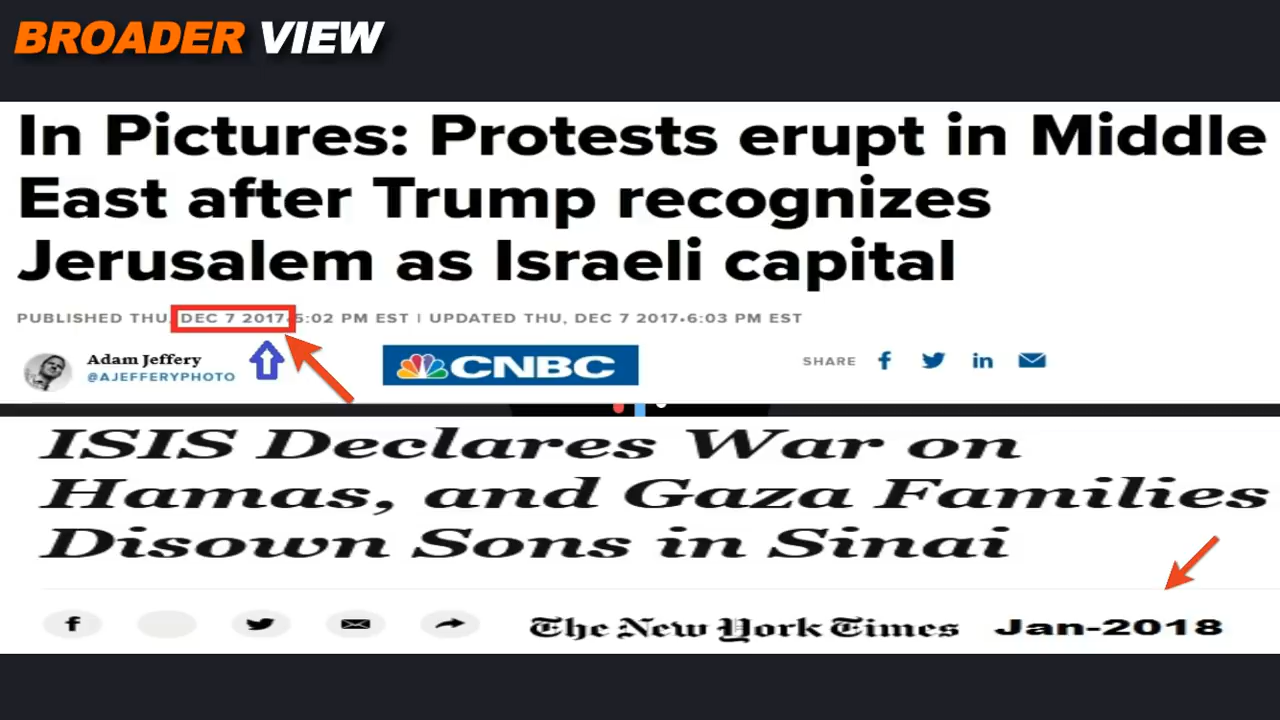 BROADER VIEW
In Pictures: Protests erupt in Middle
East after Trump recognizes
Jerusalem as Israeli capital
PUBLISHED THU, DEC 7 2017•5:02 PM EST | UPDATED THU, DEC 7 2017•6:03 PM EST
Adam Jeffery
@AJEFFERYPHOTO
CNBC
SHARE
ISIS Declares War on
Hamas, and Gaza Families
Disown Sons in Sinai
The New York Times Jan-2018